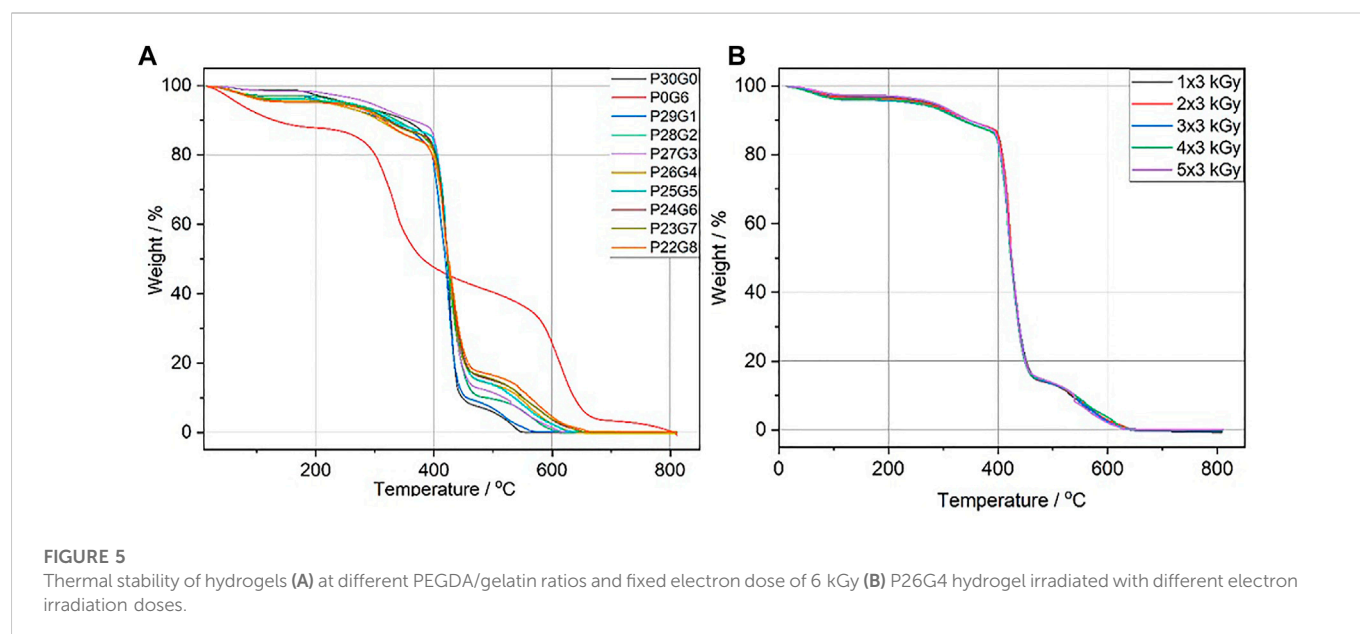 A
B
100
80
60
40
20
0
Weight / %
200
400
600
800
Temperature / °C
P30G0
P0G6
P29G1
P28G2
P27G3
P26G4
P25G5
P24G6
P23G7
P22G8
100
80
60
40
20
0
Weight / %
0
200
400
600
800
Temperature / °C
1x3 kGy
2x3 kGy
3x3 kGy
4x3 kGy
5x3 kGy
FIGURE 5
Thermal stability of hydrogels (A) at different PEGDA/gelatin ratios and fixed electron dose of 6 kGy (B) P26G4 hydrogel irradiated with different electron
irradiation doses.